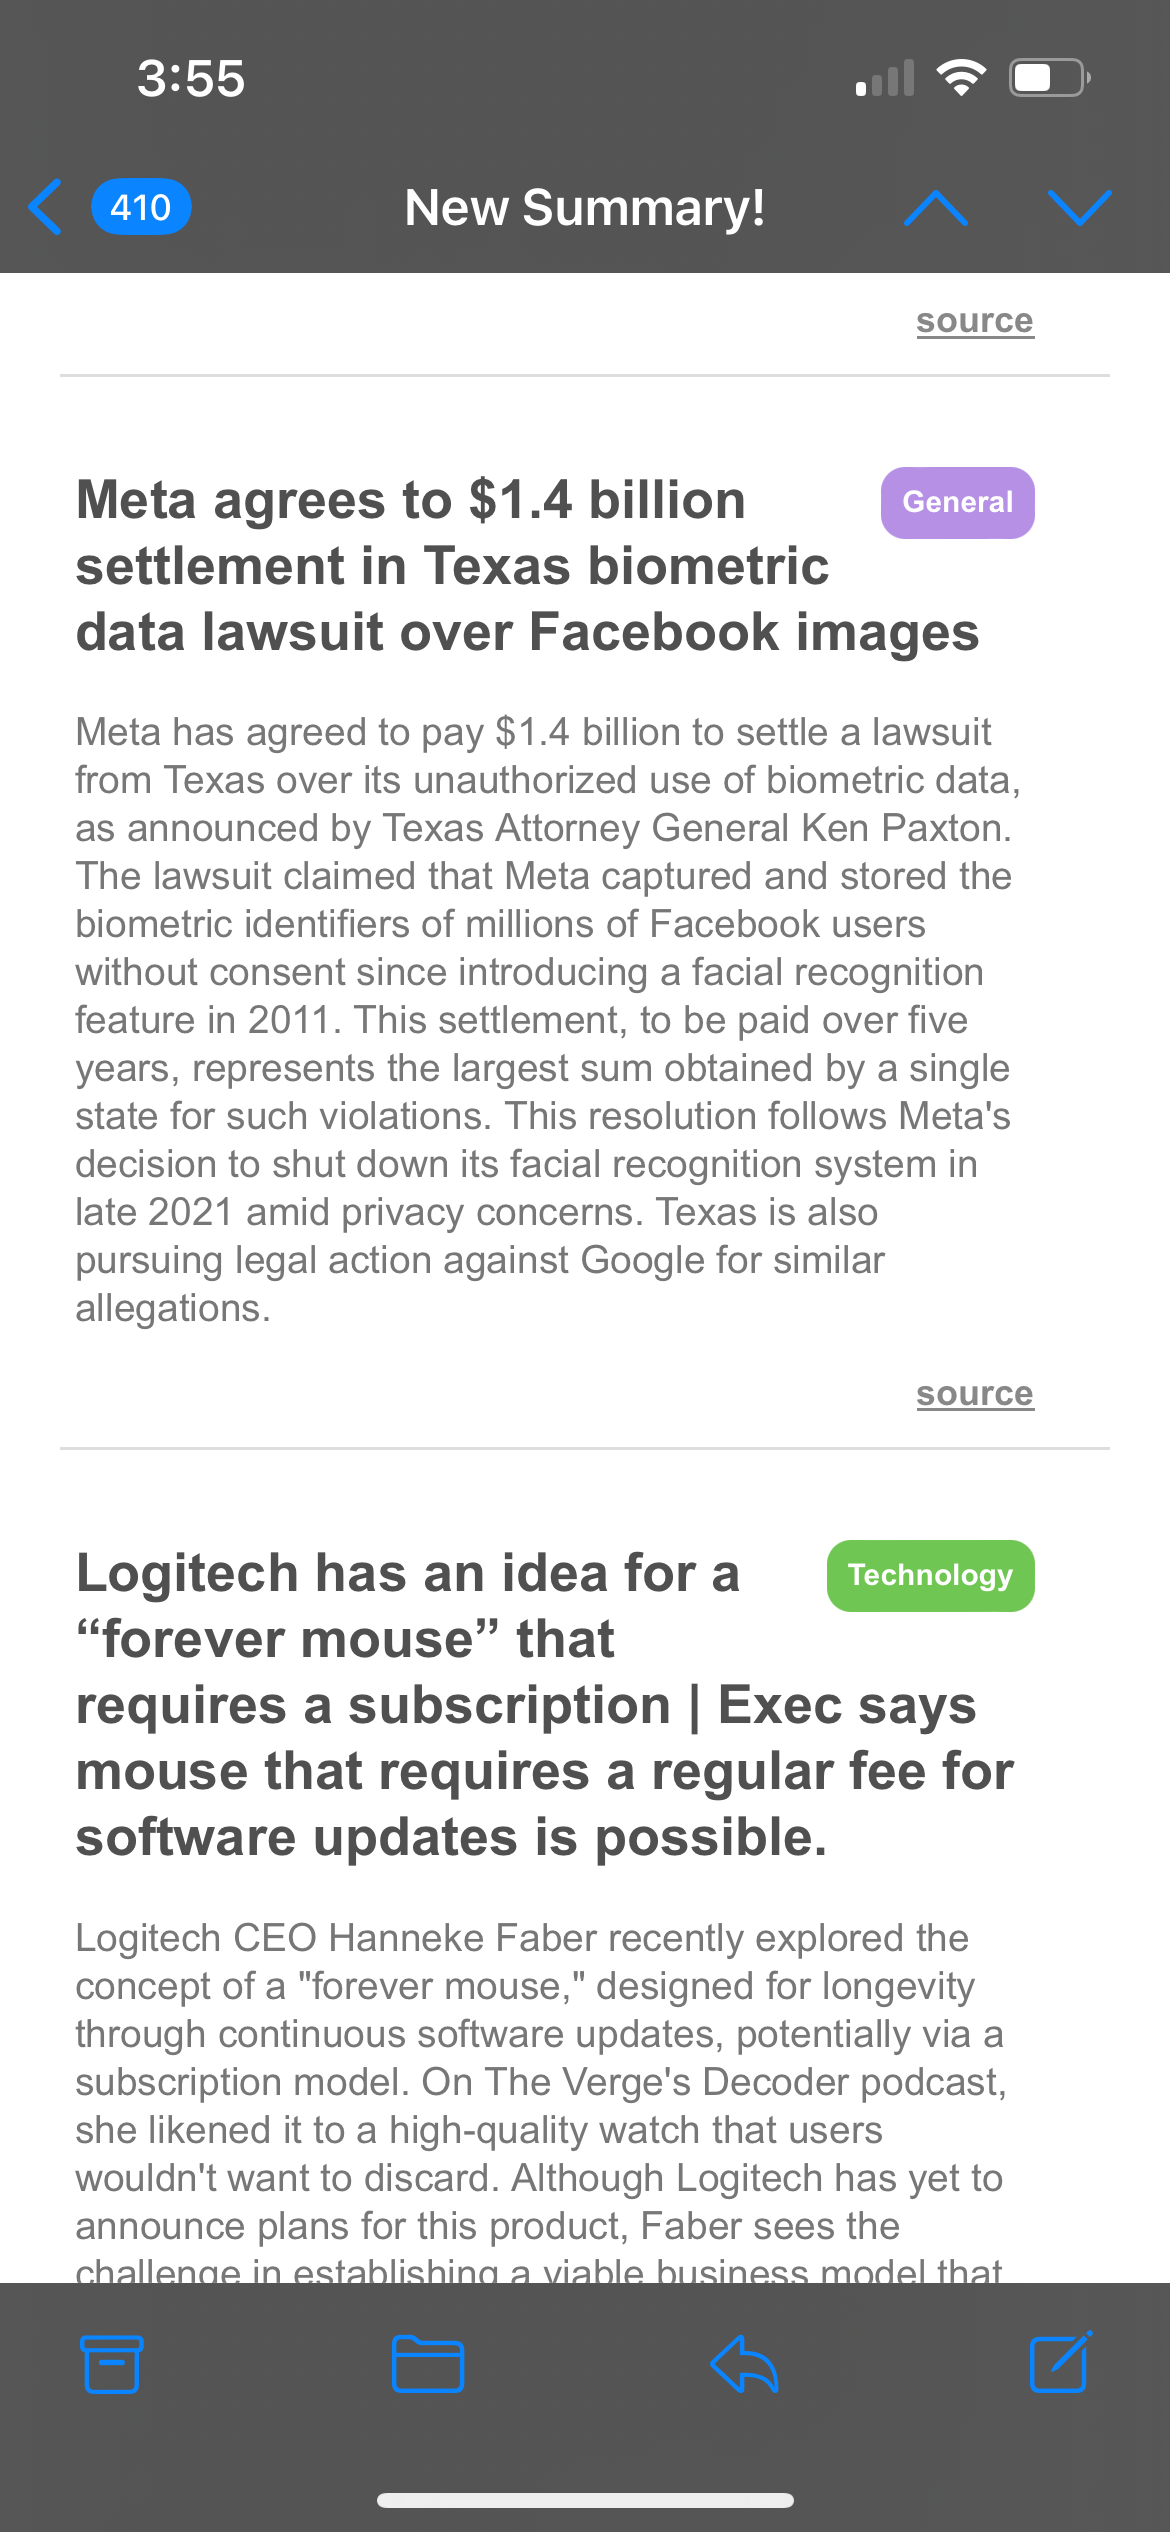 3:55
410
New Summary!
source
Meta agrees to $1.4 billion
General
settlement in Texas biometric
data lawsuit over Facebook images
Meta has agreed to pay $1.4 billion to settle a lawsuit
from Texas over its unauthorized use of biometric data,
as announced by Texas Attorney General Ken Paxton.
The lawsuit claimed that Meta captured and stored the
biometric identifiers of millions of Facebook users
without consent since introducing a facial recognition
feature in 2011. This settlement, to be paid over five
years, represents the largest sum obtained by a single
state for such violations. This resolution follows Meta's
decision to shut down its facial recognition system in
late 2021 amid privacy concerns. Texas is also
pursuing legal action against Google for similar
allegations.
source
Logitech has an idea for a
Technology
“forever mouse” that
requires a subscription | Exec says
mouse that requires a regular fee for
software updates is possible.
Logitech CEO Hanneke Faber recently explored the
concept of a "forever mouse," designed for longevity
through continuous software updates, potentially via a
subscription model. On The Verge's Decoder podcast,
she likened it to a high-quality watch that users
wouldn't want to discard. Although Logitech has yet to
announce plans for this product, Faber sees the
challenge in establishing a viable business model that